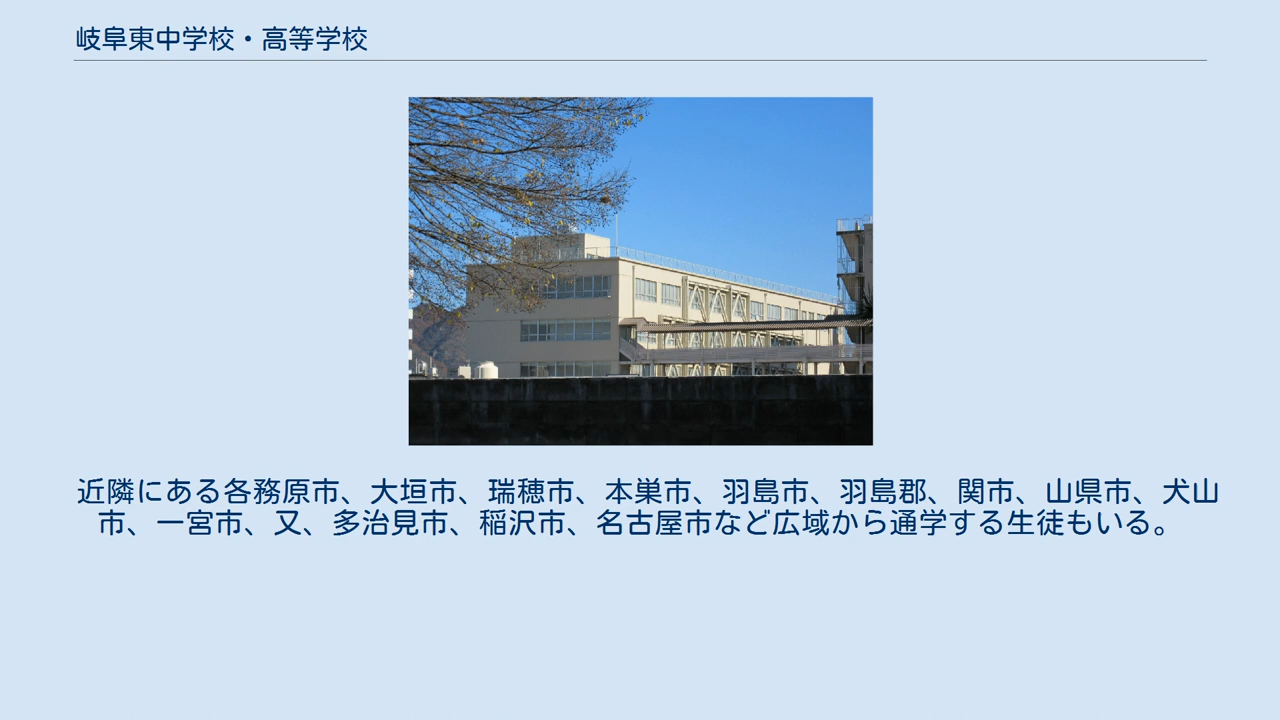 岐阜東中学校・高等学校
近隣にある各務原市、大垣市、瑞穂市、本巣市、羽島市、羽島郡、関市、山県市、犬山
市、一宮市、又、多治見市、稲沢市、名古屋市など広域から通学する生徒もいる。